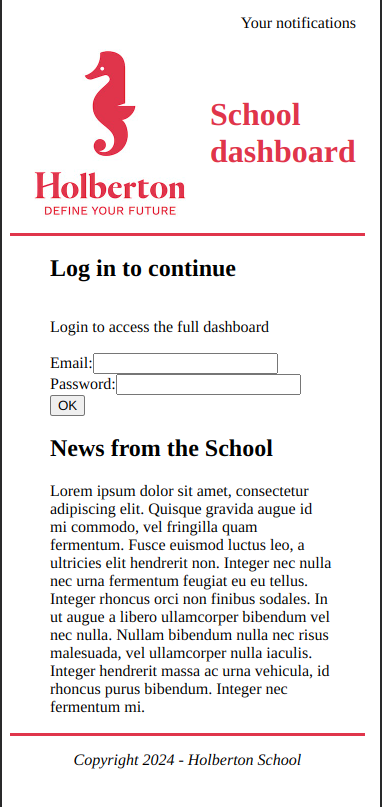 Your notifications
Holberton
DEFINE YOUR FUTURE
School
dashboard
Log in to continue
Login to access the full dashboard
Email:
Password:
OK
News from the School
Lorem ipsum dolor sit amet, consectetur
adipiscing elit. Quisque gravida augue id
mi commodo, vel fringilla quam
fermentum. Fusce euismod luctus leo, a
ultricies elit hendrerit non. Integer nec nulla
nec urna fermentum feugiat eu eu tellus.
Integer rhoncus orci non finibus sodales. In
ut augue a libero ullamcorper bibendum vel
nec nulla. Nullam bibendum nulla nec risus
malesuada, vel ullamcorper nulla iaculis.
Integer hendrerit massa ac urna vehicula, id
rhoncus purus bibendum. Integer nec
fermentum mi.
Copyright 2024 - Holberton School